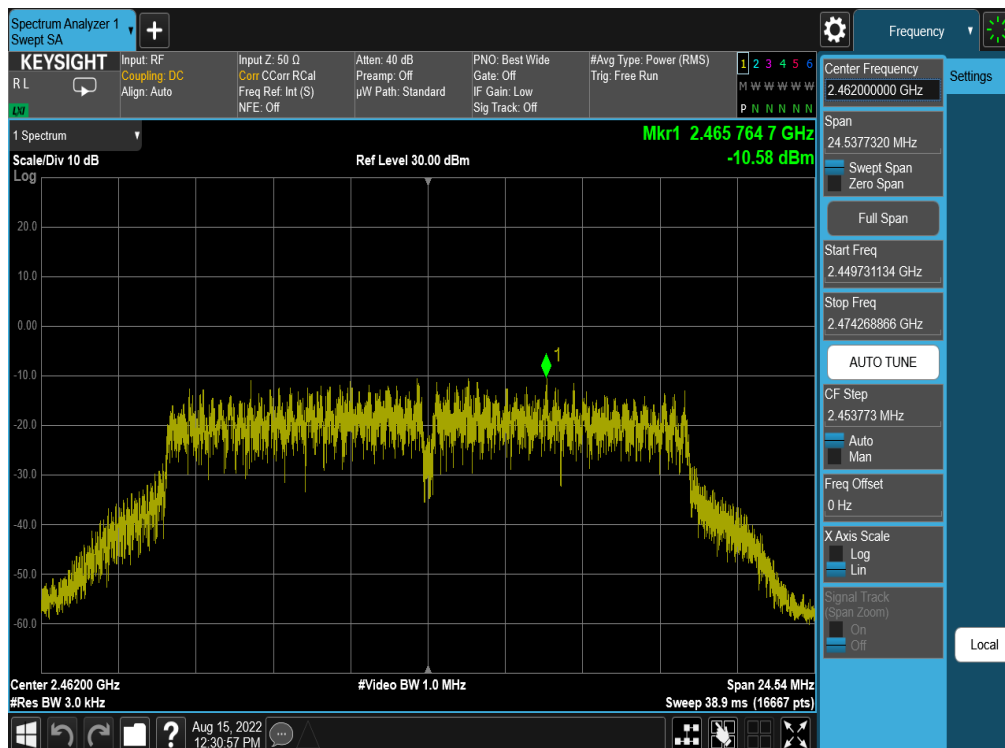 Spectrum Analyzer 1
Swept SA
Frequency
KEYSIGHT
R L
LXI
Input: RF
Coupling: DC
Align: Auto
Input Z: 50 Ω
Corr CCorr RCal
Freq Ref: Int (S)
NFE: Off
Atten: 40 dB
Preamp: Off
µW Path: Standard
PNO: Best Wide
Gate: Off
IF Gain: Low
Sig Track: Off
#Avg Type: Power (RMS)
Trig: Free Run
1 2 3 4 5 6
M W W W W W
P N N N N N
1 Spectrum
Scale/Div 10 dB
Log
Ref Level 30.00 dBm
Mkr1 2.465 764 7 GHz
-10.58 dBm
20.0
10.0
0.00
-10.0
-20.0
-30.0
-40.0
-50.0
-60.0
1
Center 2.46200 GHz
#Res BW 3.0 kHz
#Video BW 1.0 MHz
Span 24.54 MHz
Sweep 38.9 ms (16667 pts)
Center Frequency
2.462000000 GHz
Settings
Span
24.5377320 MHz
Swept Span
Zero Span
Full Span
Start Freq
2.449731134 GHz
Stop Freq
2.474268866 GHz
AUTO TUNE
CF Step
2.453773 MHz
Auto
Man
Freq Offset
0 Hz
X Axis Scale
Log
Lin
Signal Track
(Span Zoom)
On
Off
Local
?
Aug 15, 2022
12:30:57 PM